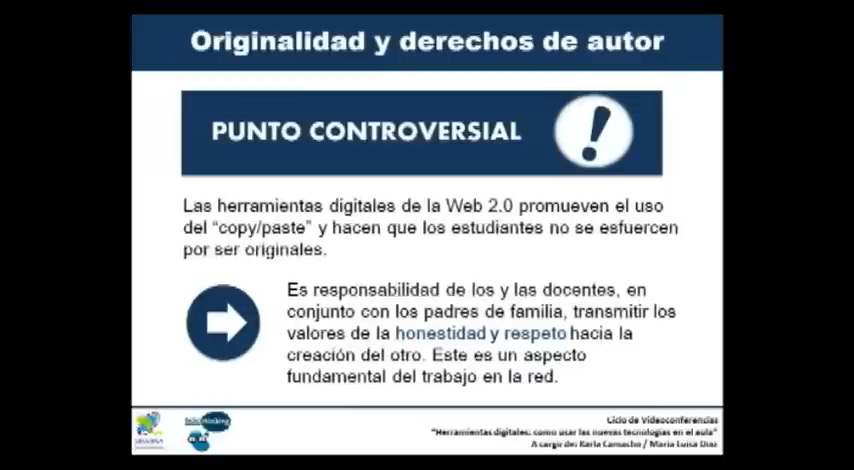 Originalidad y derechos de autor
PUNTO CONTROVERSIAL
Las herramientas digitales de la Web 2.0 promueven el uso
del “copy/paste” y hacen que los estudiantes no se esfuercen
por ser originales.
Es responsabilidad de los y las docentes, en
conjunto con los padres de familia, transmitir los
valores de la honestidad y respeto hacia la
creación del otro. Este es un aspecto
fundamental del trabajo en la red.
Ciclo de Videoconferencias
"Herramientas digitales: como usar las nuevas tecnologías en el aula"
A cargo de: Karla Camacho / María Luisa Díaz